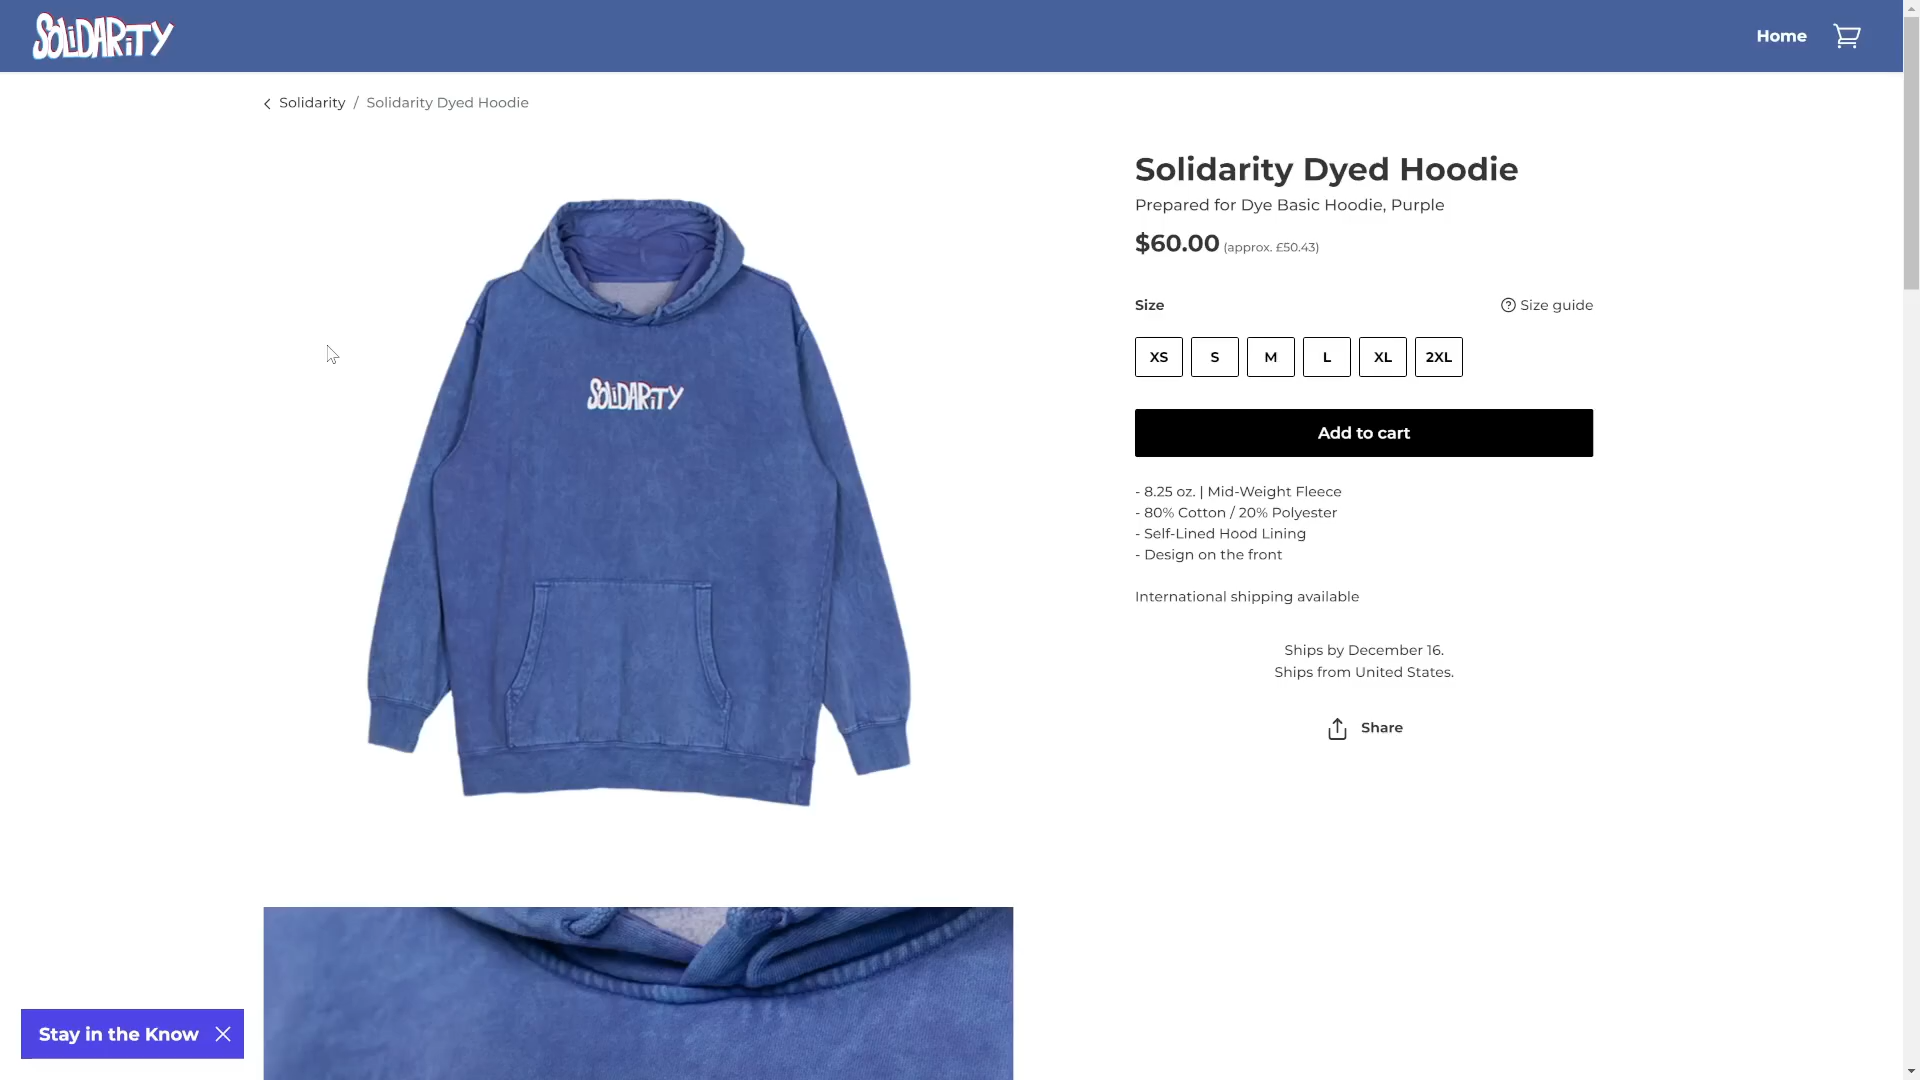 SOLiDARiTY
Home
Solidarity / Solidarity Dyed Hoodie
SOLiDARiTY
Solidarity Dyed Hoodie
Prepared for Dye Basic Hoodie, Purple
$60.00 (approx. £50.43)
Size
Size guide
XS S M L XL 2XL
Add to cart
- 8.25 oz. | Mid-Weight Fleece
- 80% Cotton / 20% Polyester
- Self-Lined Hood Lining
- Design on the front
International shipping available
Ships by December 16.
Ships from United States.
Share
Stay in the Know